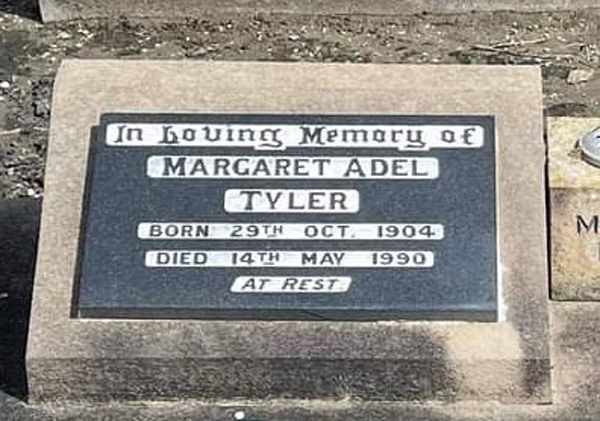 In Loving Memory of
MARGARET ADEL
TYLER
BORN 29TH OCT. 1904
DIED 14TH MAY 1990
AT REST.